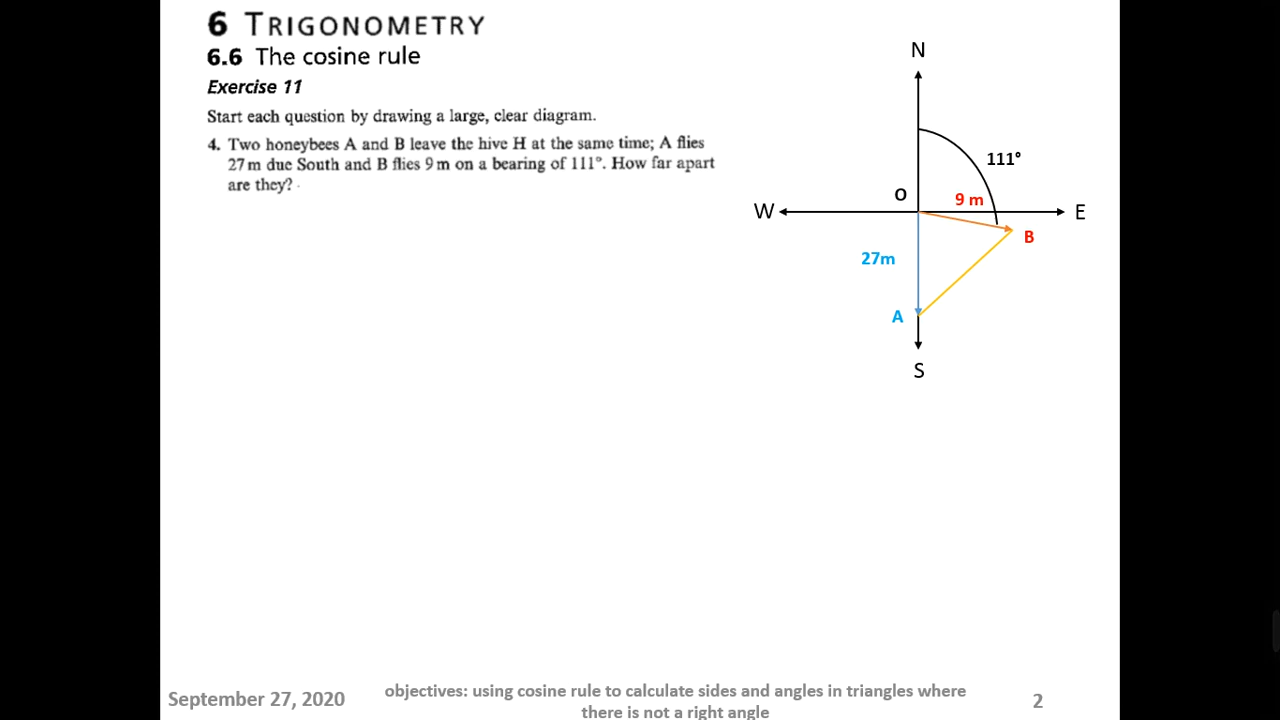 6 TRIGONOMETRY
6.6 The cosine rule
Exercise 11
Start each question by drawing a large, clear diagram.
4. Two honeybees A and B leave the hive H at the same time; A flies
27 m due South and B flies 9 m on a bearing of 111°. How far apart
are they?
N
111°
O
9 m
W
E
B
27m
A
S
September 27, 2020
objectives: using cosine rule to calculate sides and angles in triangles where
there is not a right angle
2